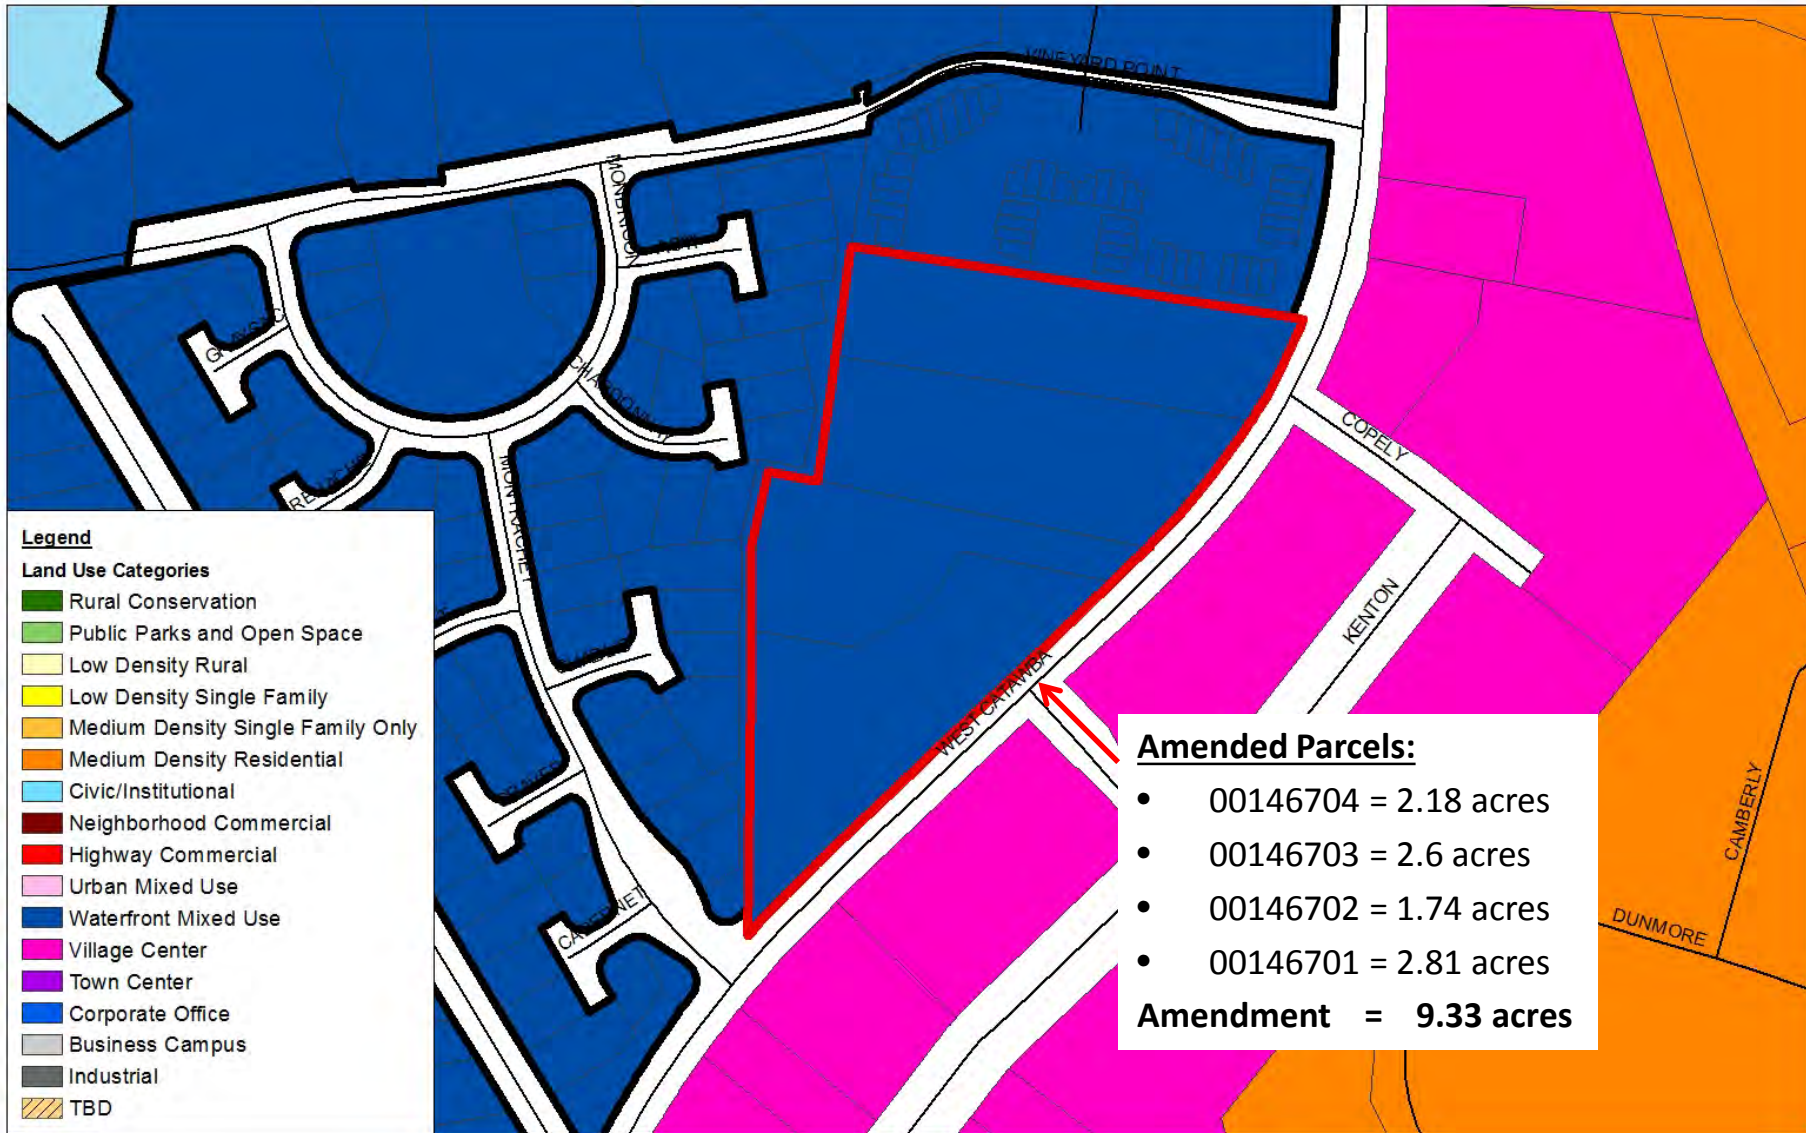 VINEYARD POINT
COPELY
KENTON
WEST CATAWBA
CAMBERLY
DUNMORE
MONTRACHET
Legend
Land Use Categories
Rural Conservation
Public Parks and Open Space
Low Density Rural
Low Density Single Family
Medium Density Single Family Only
Medium Density Residential
Civic/Institutional
Neighborhood Commercial
Highway Commercial
Urban Mixed Use
Waterfront Mixed Use
Village Center
Town Center
Corporate Office
Business Campus
Industrial
TBD
CABERNET
Amended Parcels:
• 00146704 = 2.18 acres
• 00146703 = 2.6 acres
• 00146702 = 1.74 acres
• 00146701 = 2.81 acres
Amendment = 9.33 acres